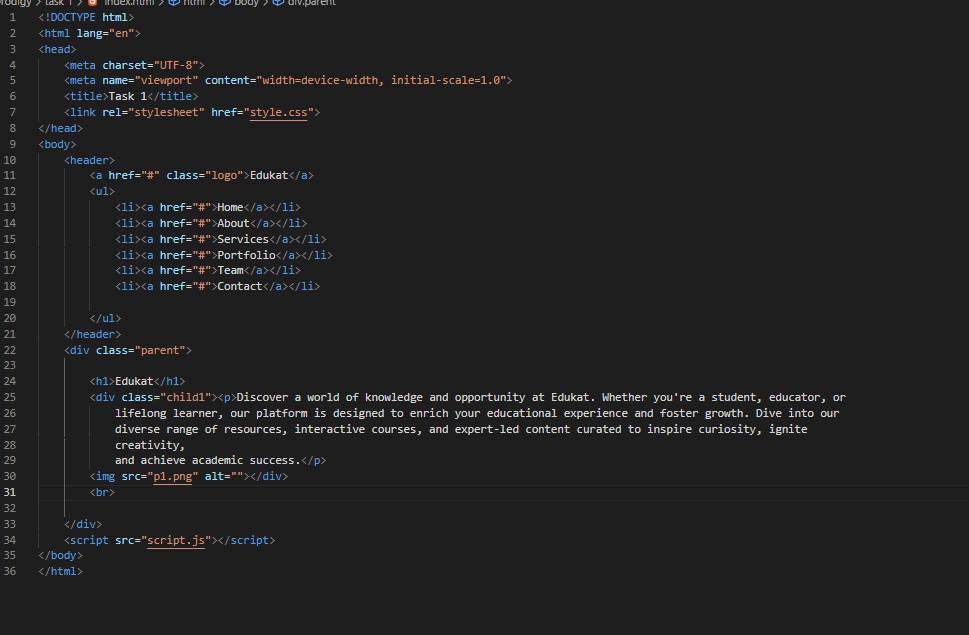 rodigy > task 1 > index.html > html > body > div.parent
1 <!DOCTYPE html>
2 <html lang="en">
3 <head>
4 <meta charset="UTF-8">
5 <meta name="viewport" content="width=device-width, initial-scale=1.0">
6 <title>Task 1</title>
7 <link rel="stylesheet" href="style.css">
8 </head>
9 <body>
10 <header>
11 <a href="#" class="logo">Edukat</a>
12 <ul>
13 <li><a href="#">Home</a></li>
14 <li><a href="#">About</a></li>
15 <li><a href="#">Services</a></li>
16 <li><a href="#">Portfolio</a></li>
17 <li><a href="#">Team</a></li>
18 <li><a href="#">Contact</a></li>
19
20 </ul>
21 </header>
22 <div class="parent">
23
24 <h1>Edukat</h1>
25 <div class="child1"><p>Discover a world of knowledge and opportunity at Edukat. Whether you're a student, educator, or
26 lifelong learner, our platform is designed to enrich your educational experience and foster growth. Dive into our
27 diverse range of resources, interactive courses, and expert-led content curated to inspire curiosity, ignite
28 creativity,
29 and achieve academic success.</p>
30 <img src="p1.png" alt=""></div>
31 <br>
32
33 </div>
34 <script src="script.js"></script>
35 </body>
36 </html>